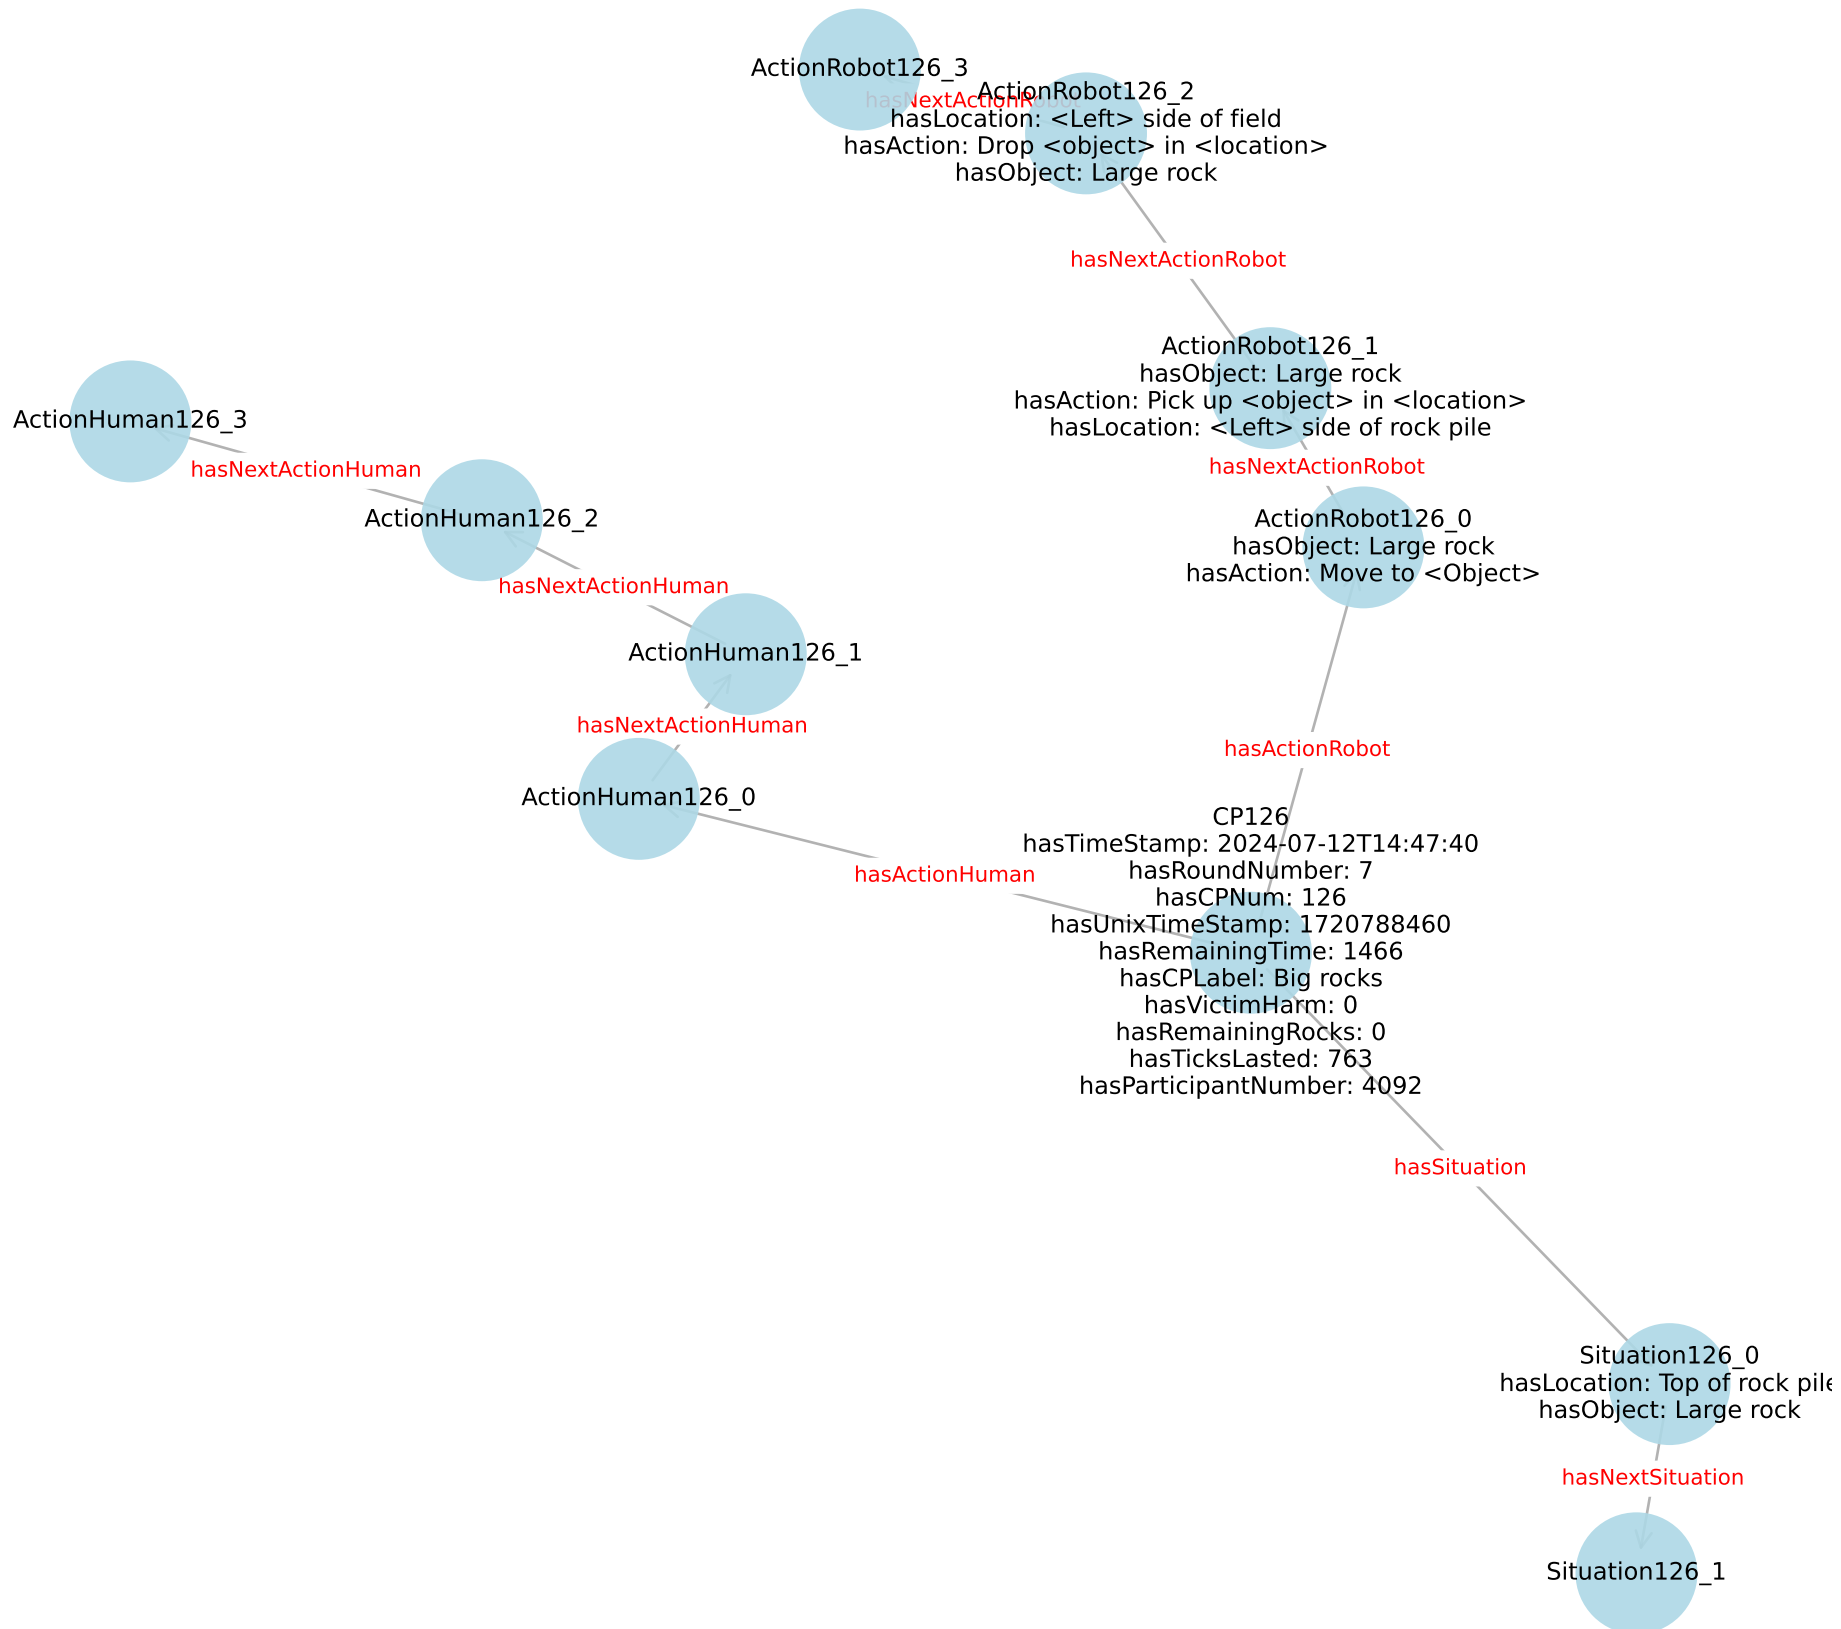 ActionRobot126_3
hasNextActionRobot
ActionRobot126_2
hasLocation: <Left> side of field
hasAction: Drop <object> in <location>
hasObject: Large rock
hasNextActionRobot
ActionRobot126_1
hasObject: Large rock
hasAction: Pick up <object> in <location>
hasLocation: <Left> side of rock pile
hasNextActionRobot
ActionRobot126_0
hasObject: Large rock
hasAction: Move to <Object>
hasActionRobot
ActionHuman126_3
hasNextActionHuman
ActionHuman126_2
hasNextActionHuman
ActionHuman126_1
hasNextActionHuman
ActionHuman126_0
hasActionHuman
CP126
hasTimeStamp: 2024-07-12T14:47:40
hasRoundNumber: 7
hasCPNum: 126
hasUnixTimeStamp: 1720788460
hasRemainingTime: 1466
hasCPLabel: Big rocks
hasVictimHarm: 0
hasRemainingRocks: 0
hasTicksLasted: 763
hasParticipantNumber: 4092
hasSituation
Situation126_0
hasLocation: Top of rock pile
hasObject: Large rock
hasNextSituation
Situation126_1